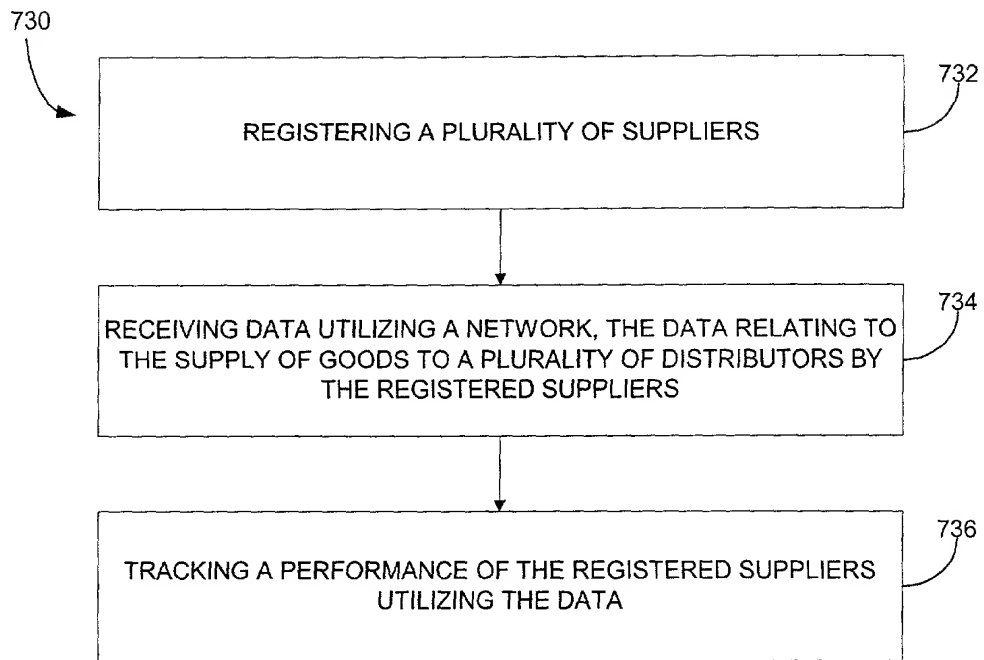 730
732
REGISTERING A PLURALITY OF SUPPLIERS
734
RECEIVING DATA UTILIZING A NETWORK, THE DATA RELATING TO
THE SUPPLY OF GOODS TO A PLURALITY OF DISTRIBUTORS BY
THE REGISTERED SUPPLIERS
736
TRACKING A PERFORMANCE OF THE REGISTERED SUPPLIERS
UTILIZING THE DATA